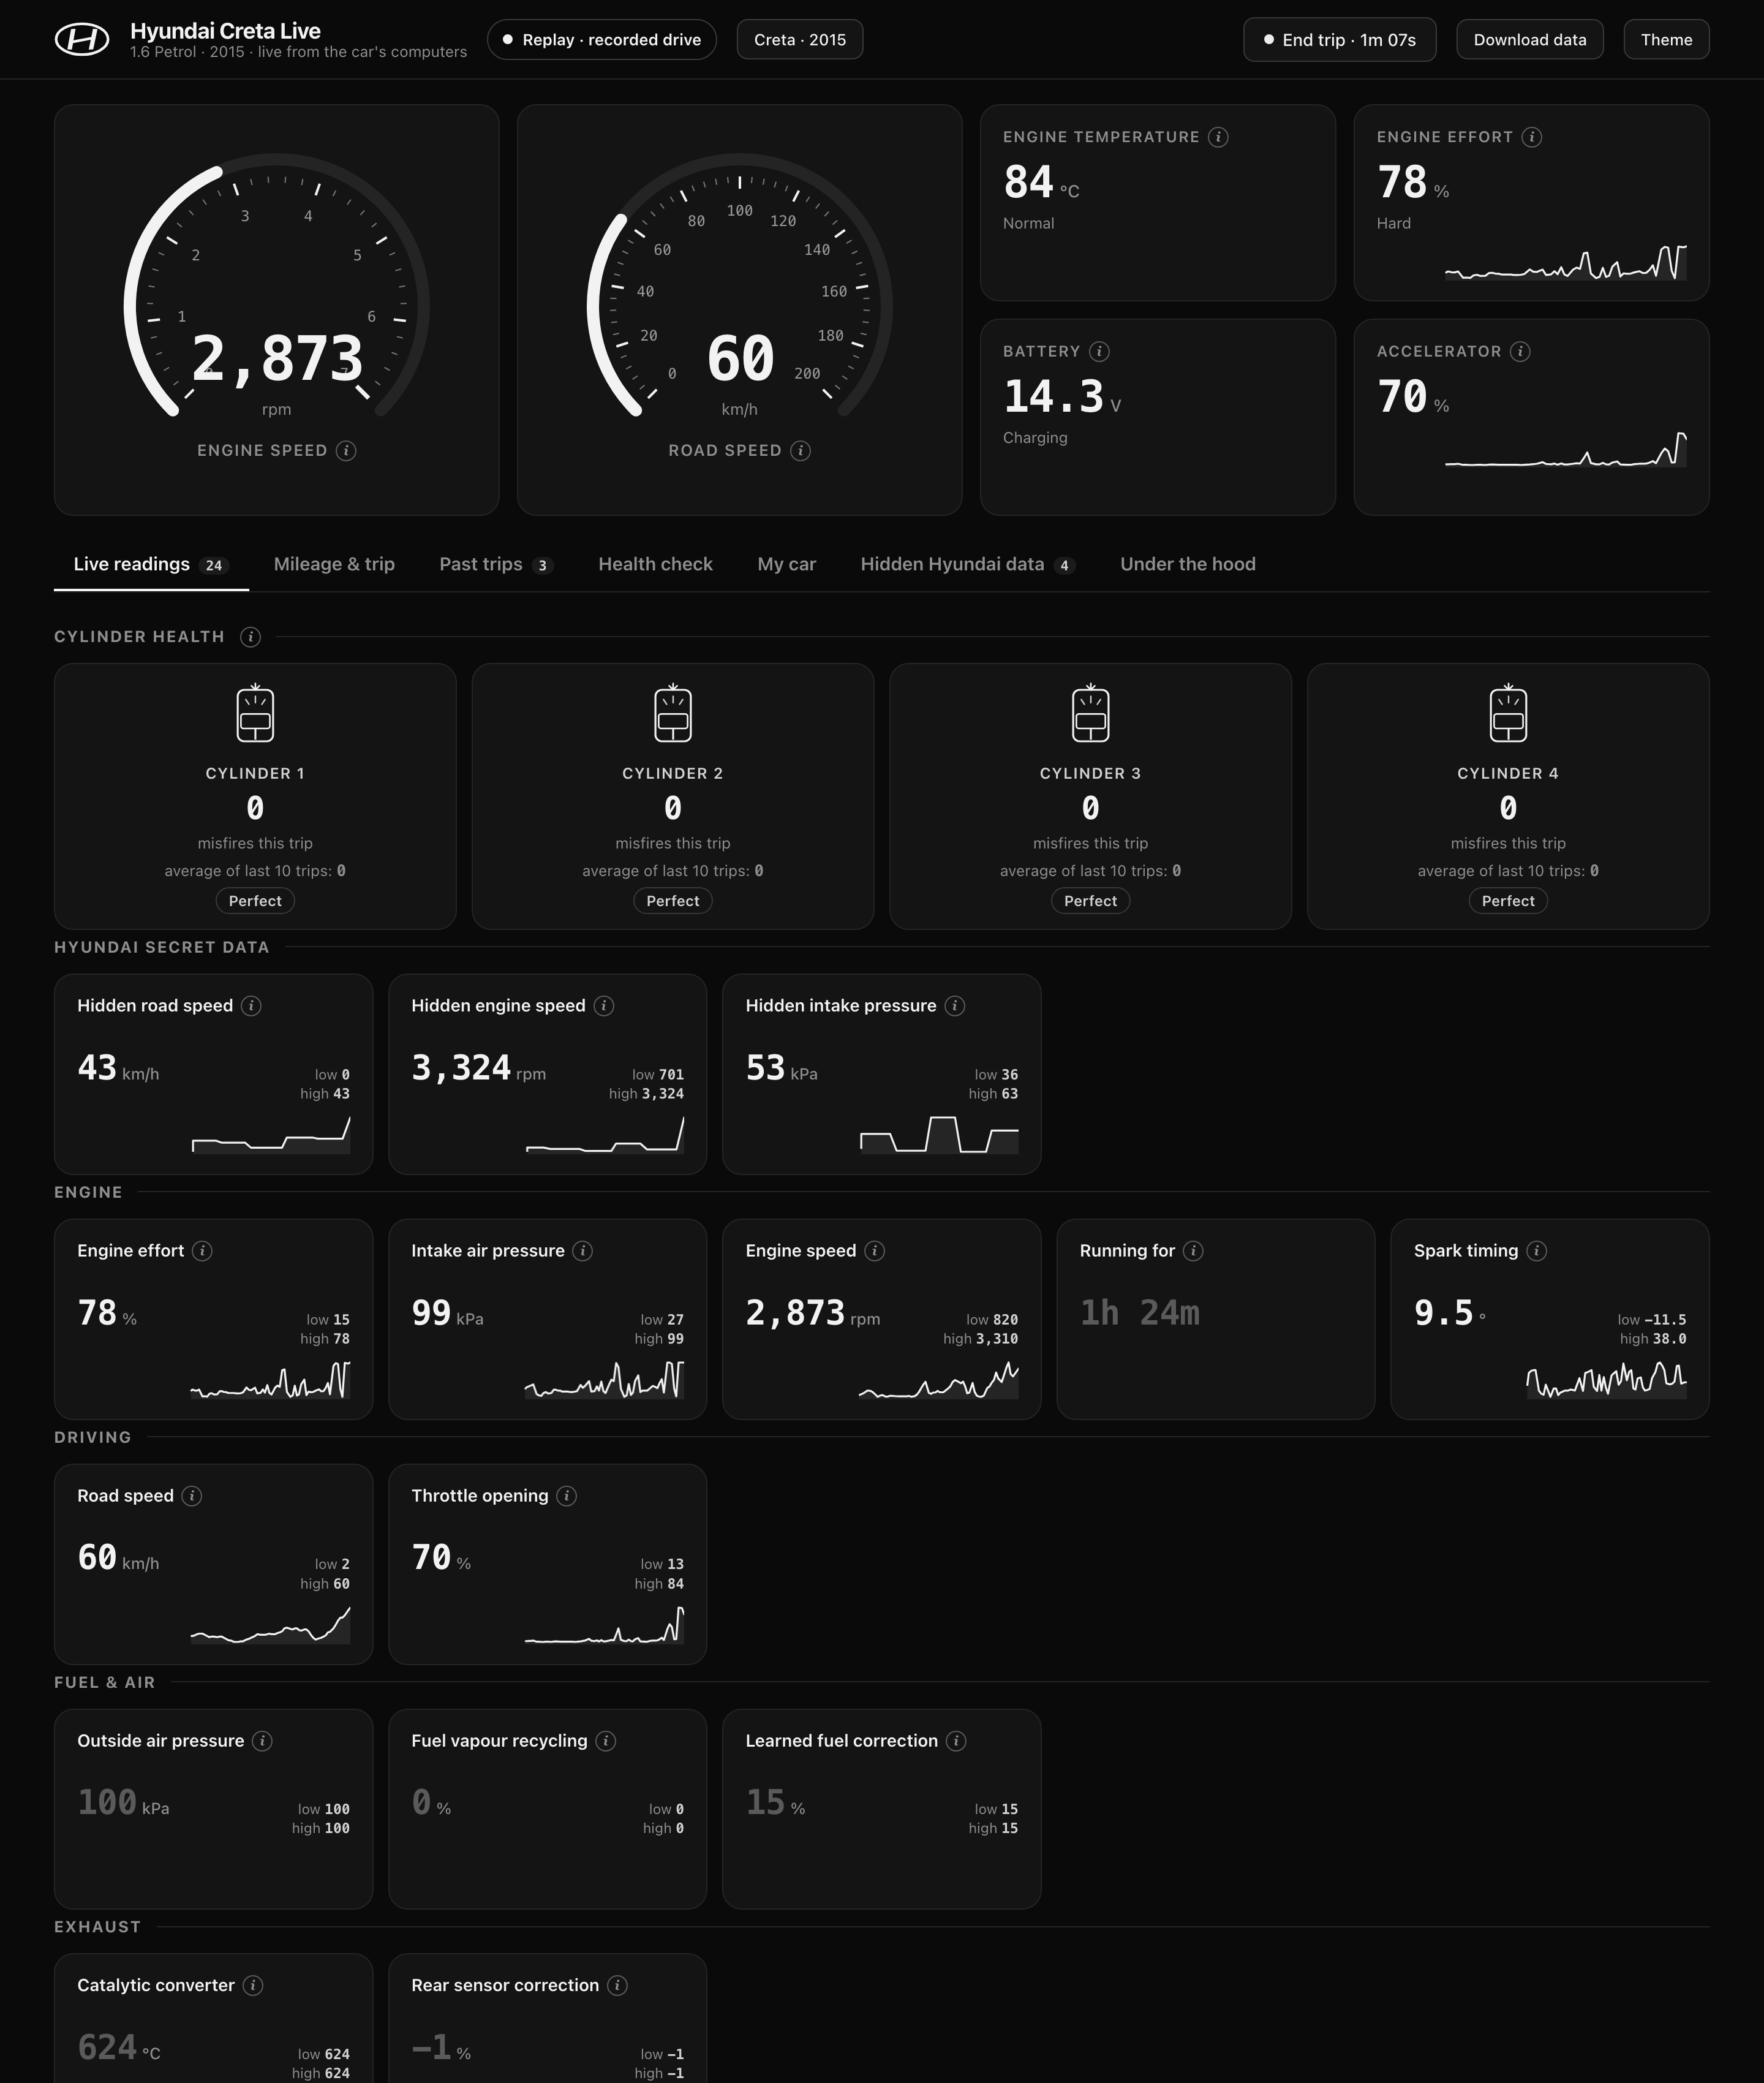 Hyundai Creta Live
1.6 Petrol · 2015 · live from the car's computers
Replay · recorded drive
Creta · 2015
End trip · 1m 07s
Download data
Theme
1
2
3
4
5
6
2,873
rpm
ENGINE SPEED i
0
20
40
60
80
100
120
140
160
180
200
60
km/h
ROAD SPEED i
ENGINE TEMPERATURE i
84 °C
Normal
ENGINE EFFORT i
78 %
Hard
BATTERY i
14.3 V
Charging
ACCELERATOR i
70 %
Live readings 24
Mileage & trip
Past trips 3
Health check
My car
Hidden Hyundai data 4
Under the hood
CYLINDER HEALTH i
CYLINDER 1
0
misfires this trip
average of last 10 trips: 0
Perfect
CYLINDER 2
0
misfires this trip
average of last 10 trips: 0
Perfect
CYLINDER 3
0
misfires this trip
average of last 10 trips: 0
Perfect
CYLINDER 4
0
misfires this trip
average of last 10 trips: 0
Perfect
HYUNDAI SECRET DATA
Hidden road speed i
43 km/h
low 0
high 43
Hidden engine speed i
3,324 rpm
low 701
high 3,324
Hidden intake pressure i
53 kPa
low 36
high 63
ENGINE
Engine effort i
78 %
low 15
high 78
Intake air pressure i
99 kPa
low 27
high 99
Engine speed i
2,873 rpm
low 820
high 3,310
Running for i
1h 24m
Spark timing i
9.5 °
low −11.5
high 38.0
DRIVING
Road speed i
60 km/h
low 2
high 60
Throttle opening i
70 %
low 13
high 84
FUEL & AIR
Outside air pressure i
100 kPa
low 100
high 100
Fuel vapour recycling i
0 %
low 0
high 0
Learned fuel correction i
15 %
low 15
high 15
EXHAUST
Catalytic converter i
624 °C
low 624
high 624
Rear sensor correction i
−1 %
low −1
high −1